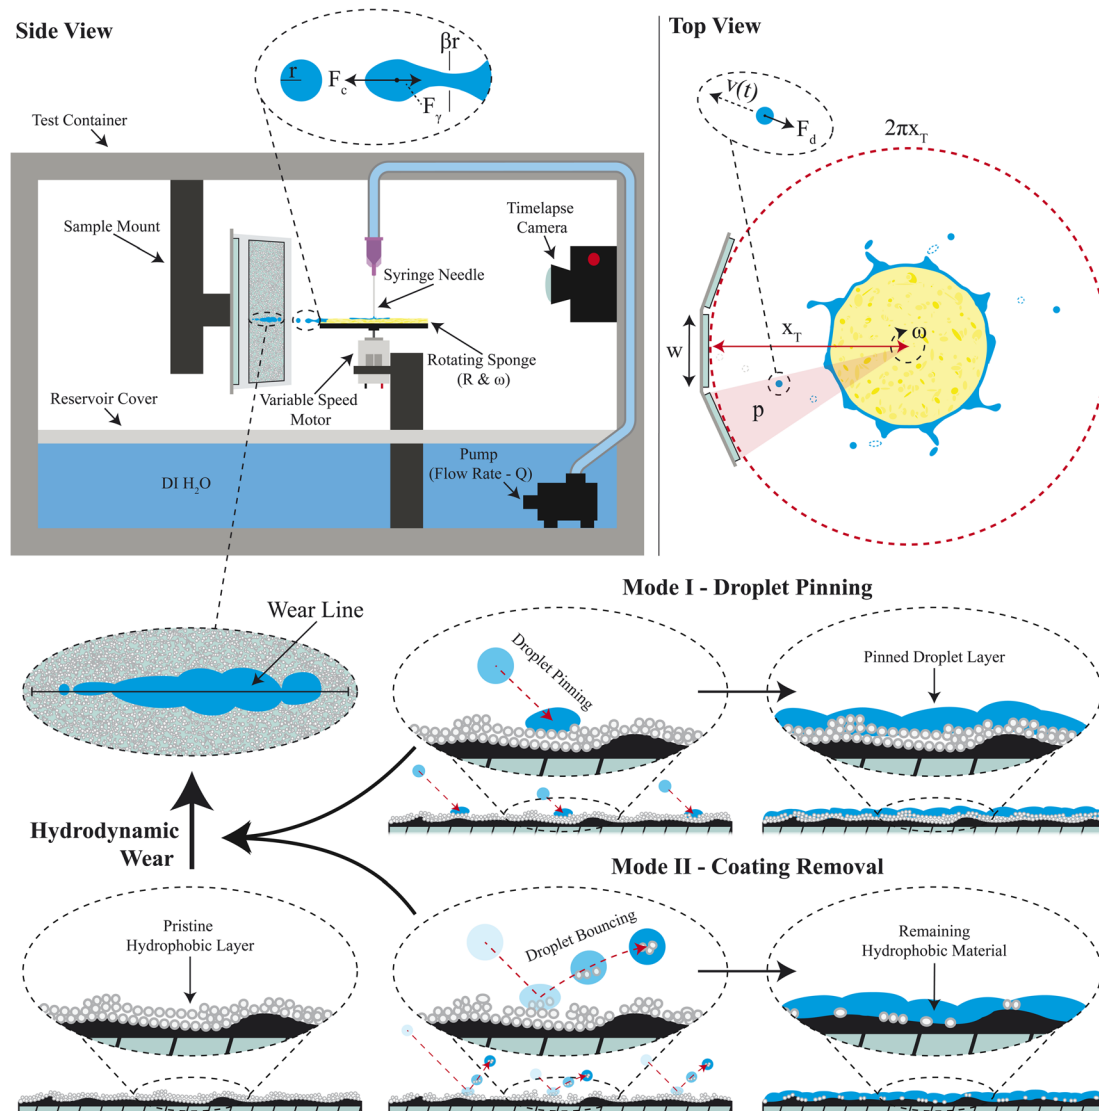 Side View
βr
r
F_c
F_γ
Test Container
Sample Mount
Timelapse
Camera
Syringe Needle
Rotating Sponge
(R & ω)
Variable Speed
Motor
Reservoir Cover
Pump
(Flow Rate - Q)
DI H₂O
Top View
V(t)
F_d
2πx_T
x_T
ω
w
p
Wear Line
Hydrodynamic
Wear
Pristine
Hydrophobic Layer
Mode I - Droplet Pinning
Droplet Pinning
Pinned Droplet Layer
Mode II - Coating Removal
Droplet Bouncing
Remaining
Hydrophobic Material